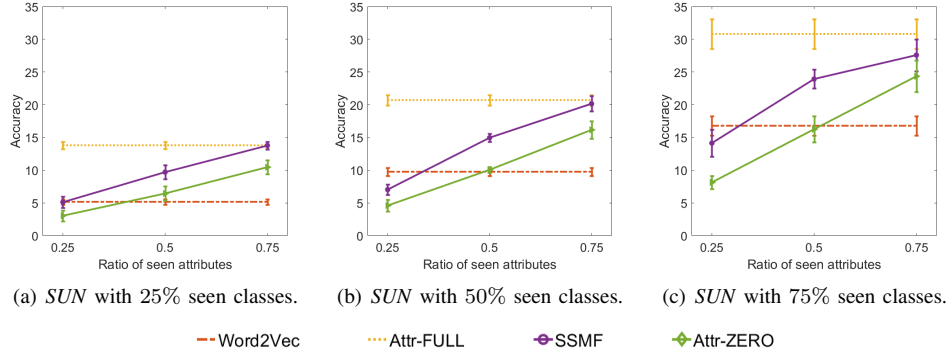 35
30
25
20
15
10
5
0
Accuracy
0.25 0.5 0.75
Ratio of seen attributes
(a) SUN with 25% seen classes.
35
30
25
20
15
10
5
0
Accuracy
0.25 0.5 0.75
Ratio of seen attributes
(b) SUN with 50% seen classes.
35
30
25
20
15
10
5
0
Accuracy
0.25 0.5 0.75
Ratio of seen attributes
(c) SUN with 75% seen classes.
Word2Vec Attr-FULL SSMF Attr-ZERO